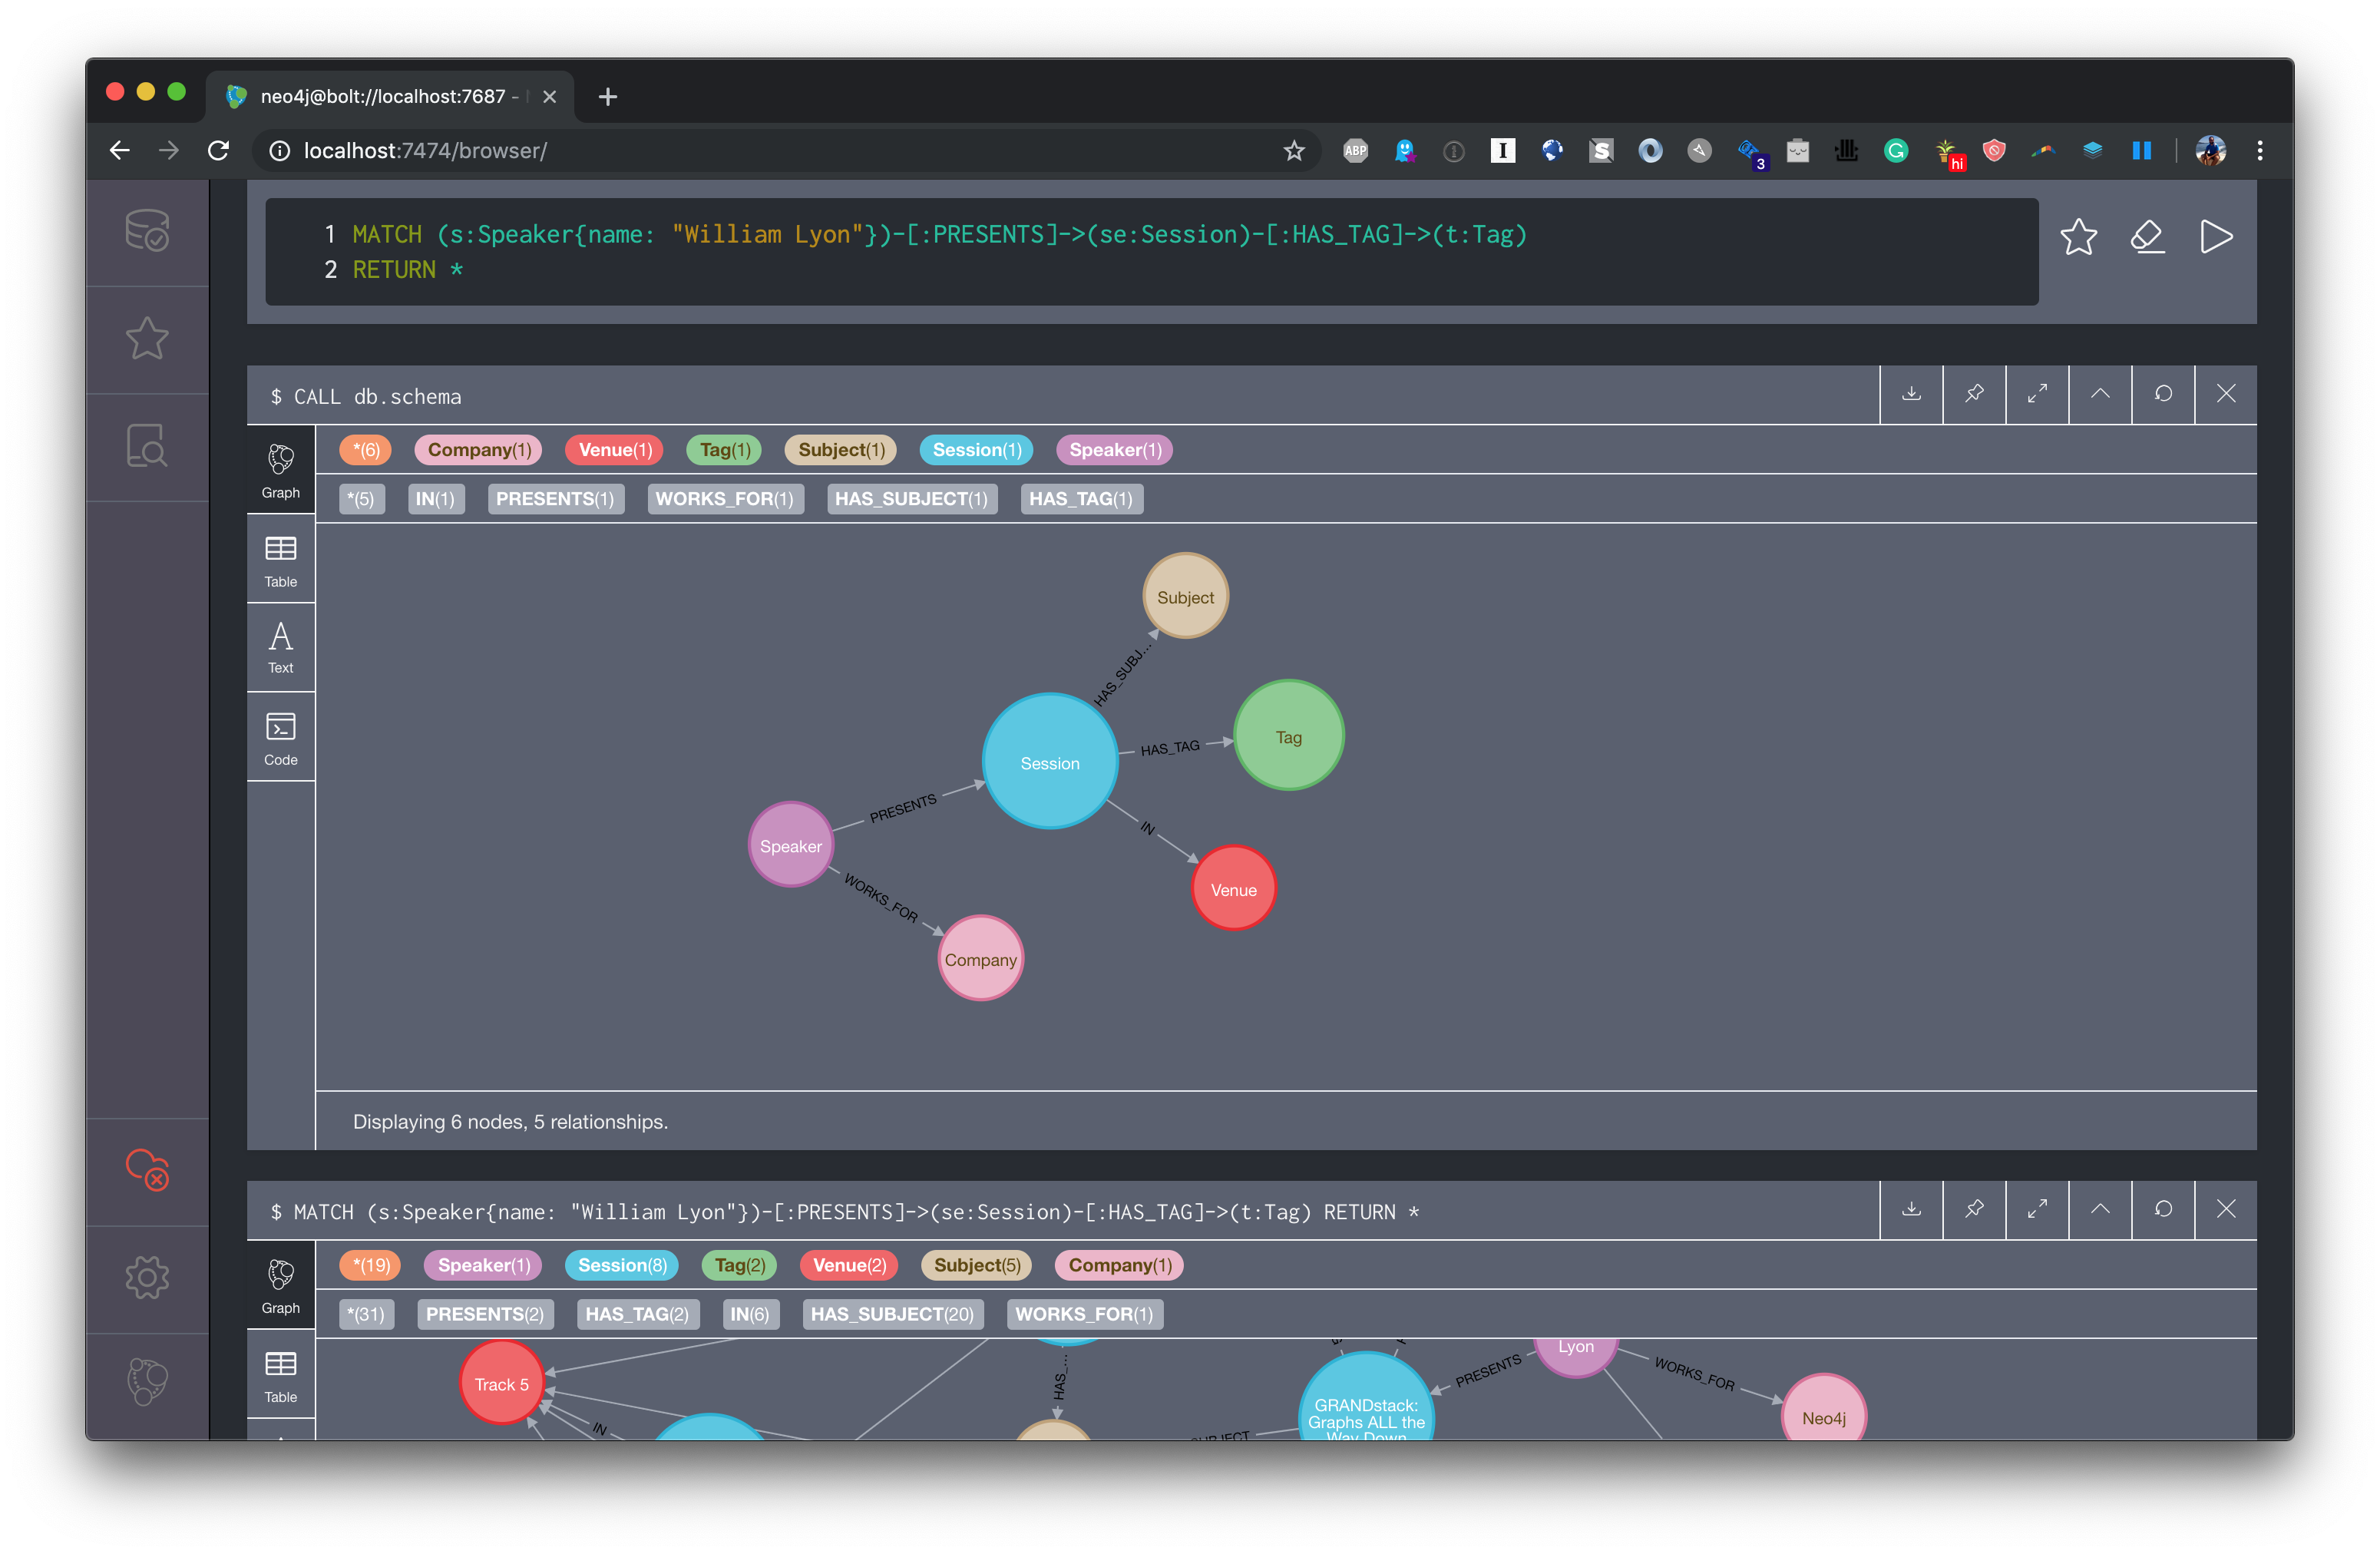 neo4j@bolt://localhost:7687 -
localhost:7474/browser/
ABP
3
hi
1 MATCH (s:Speaker{name: "William Lyon"})-[:PRESENTS]->(se:Session)-[:HAS_TAG]->(t:Tag)
2 RETURN *
$ CALL db.schema
*(6) Company(1) Venue(1) Tag(1) Subject(1) Session(1) Speaker(1)
Graph
*(5) IN(1) PRESENTS(1) WORKS_FOR(1) HAS_SUBJECT(1) HAS_TAG(1)
Table
Text
Code
Subject
HAS_SUBJ...
Tag
HAS_TAG
Session
PRESENTS
IN
Speaker
Venue
WORKS_FOR
Company
Displaying 6 nodes, 5 relationships.
$ MATCH (s:Speaker{name: "William Lyon"})-[:PRESENTS]->(se:Session)-[:HAS_TAG]->(t:Tag) RETURN *
*(19) Speaker(1) Session(8) Tag(2) Venue(2) Subject(5) Company(1)
Graph
*(31) PRESENTS(2) HAS_TAG(2) IN(6) HAS_SUBJECT(20) WORKS_FOR(1)
Table
Lyon
Track 5
HAS_...
PRESENTS
WORKS_FOR
GRANDstack:
Graphs ALL the
Way Down
Neo4j
IN